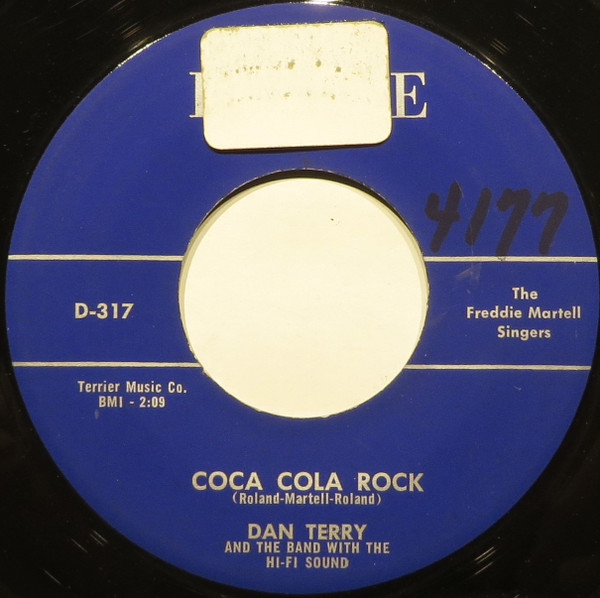 4177
D-317
The
Freddie Martell
Singers
Terrier Music Co.
BMI - 2:09
COCA COLA ROCK
(Roland-Martell-Roland)
DAN TERRY
AND THE BAND WITH THE
HI-FI SOUND